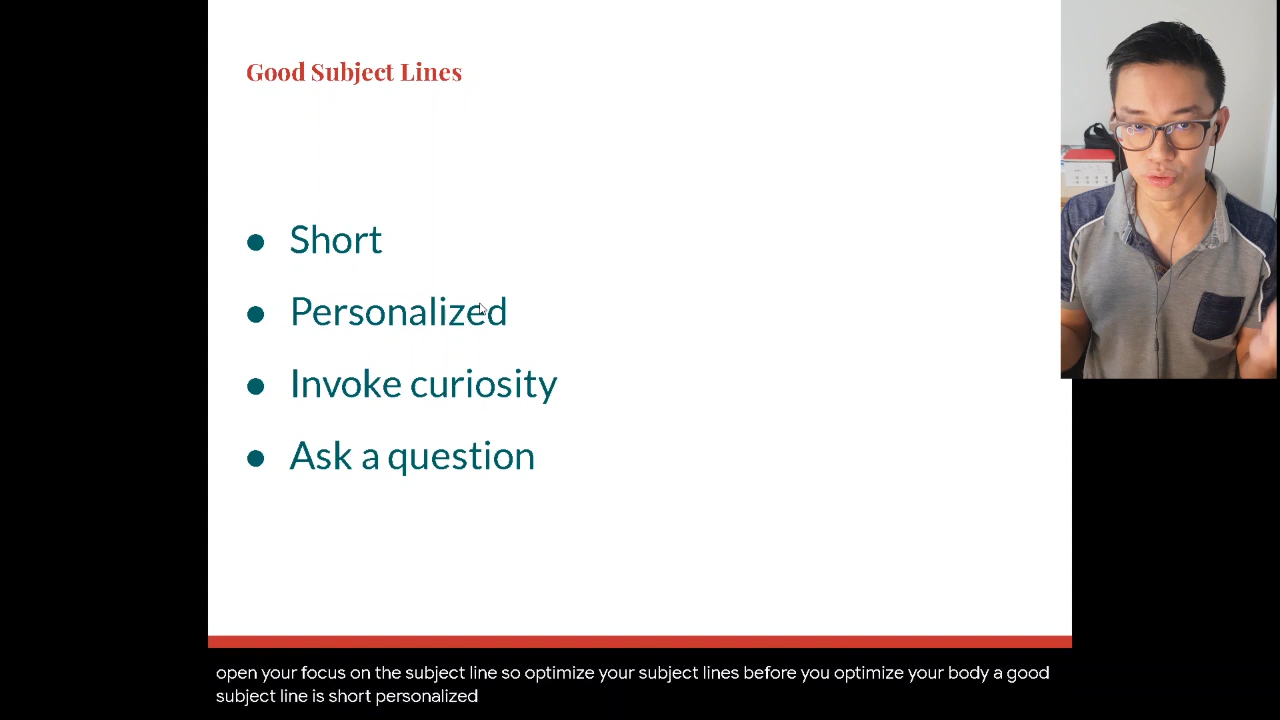 Good Subject Lines
Short
Personalized
Invoke curiosity
Ask a question
open your focus on the subject line so optimize your subject lines before you optimize your body a good
subject line is short personalized